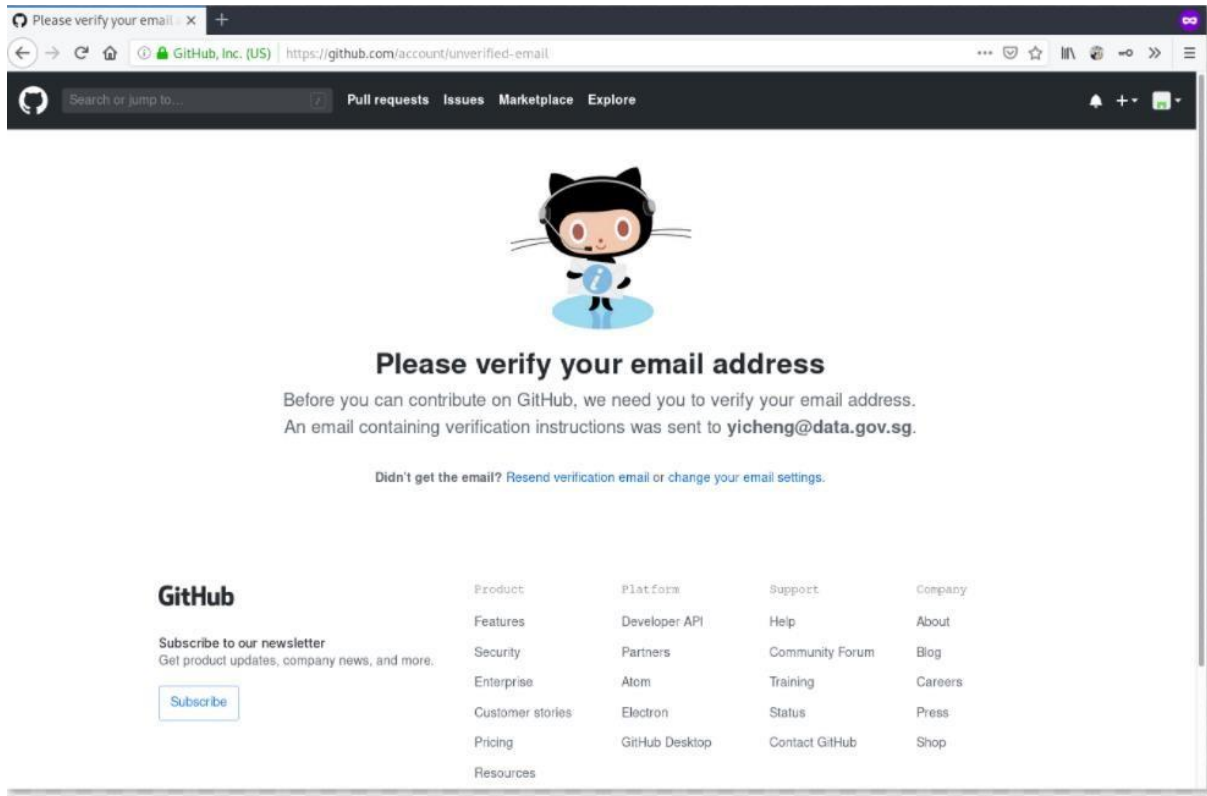 Please verify your email
GitHub, Inc. (US) https://github.com/account/unverified-email
Search or jump to... /
Pull requests Issues Marketplace Explore
i
Please verify your email address
Before you can contribute on GitHub, we need you to verify your email address.
An email containing verification instructions was sent to yicheng@data.gov.sg.
Didn't get the email? Resend verification email or change your email settings.
GitHub
Subscribe to our newsletter
Get product updates, company news, and more.
Subscribe
Product
Features
Security
Enterprise
Customer stories
Pricing
Resources
Platform
Developer API
Partners
Atom
Electron
GitHub Desktop
Support
Help
Community Forum
Training
Status
Contact GitHub
Company
About
Blog
Careers
Press
Shop